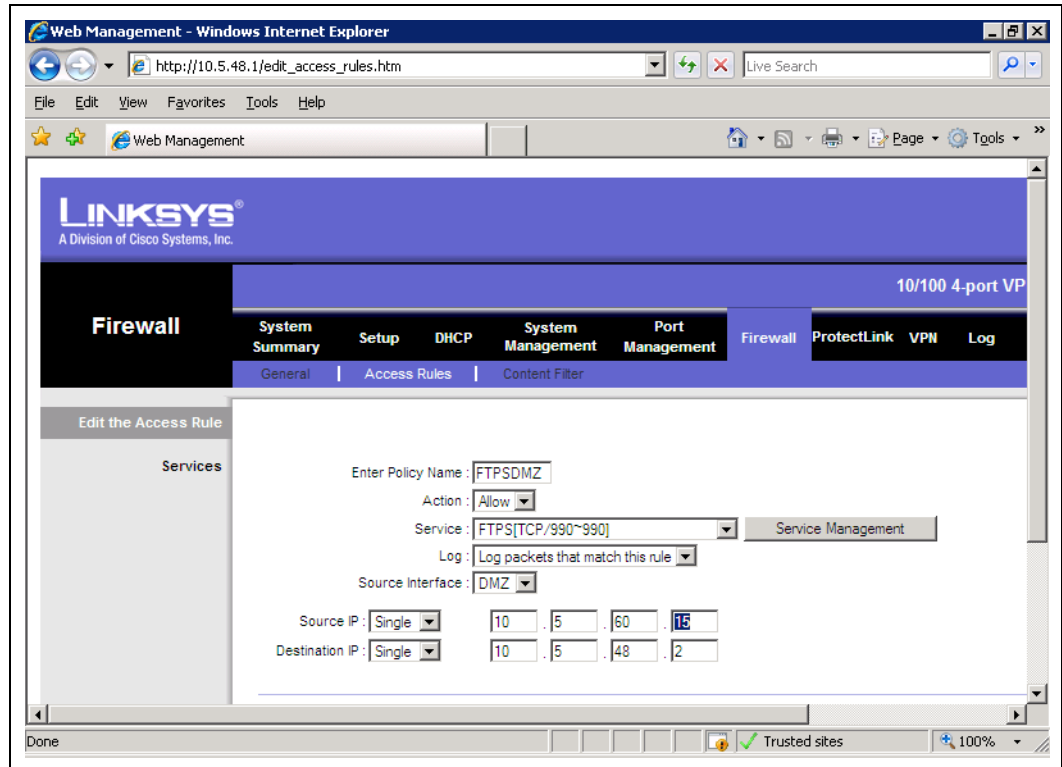 Web Management - Windows Internet Explorer
http://10.5.48.1/edit_access_rules.htm
Live Search
File Edit View Favorites Tools Help
Web Management
Page Tools »
LINKSYS®
A Division of Cisco Systems, Inc.
10/100 4-port VP
Firewall
System Summary Setup DHCP System Management Port Management Firewall ProtectLink VPN Log
General | Access Rules | Content Filter
Edit the Access Rule
Services
Enter Policy Name : FTPSDMZ
Action : Allow
Service : FTPS[TCP/990~990] Service Management
Log : Log packets that match this rule
Source Interface : DMZ
Source IP : Single 10 . 5 . 60 . 15
Destination IP : Single 10 . 5 . 48 . 2
Done Trusted sites 100%